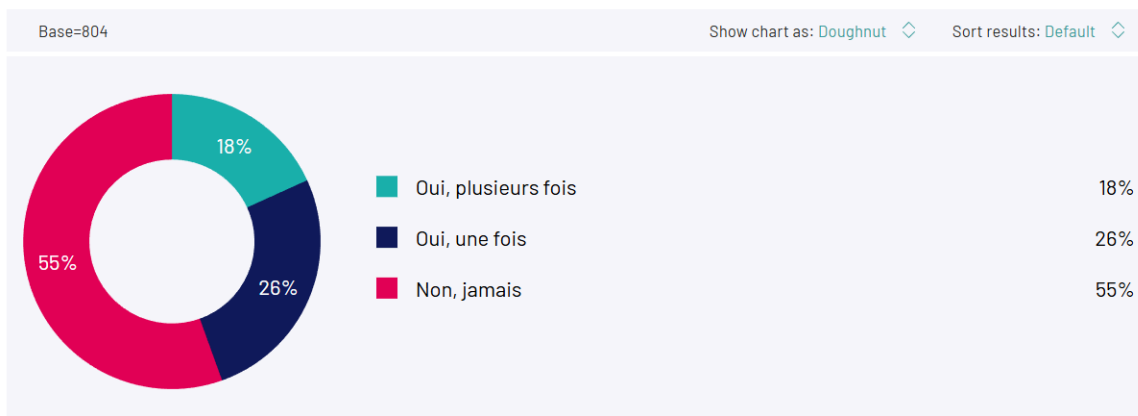 Base=804 Show chart as: Doughnut Sort results: Default
18%
55%
26%
Oui, plusieurs fois 18%
Oui, une fois 26%
Non, jamais 55%